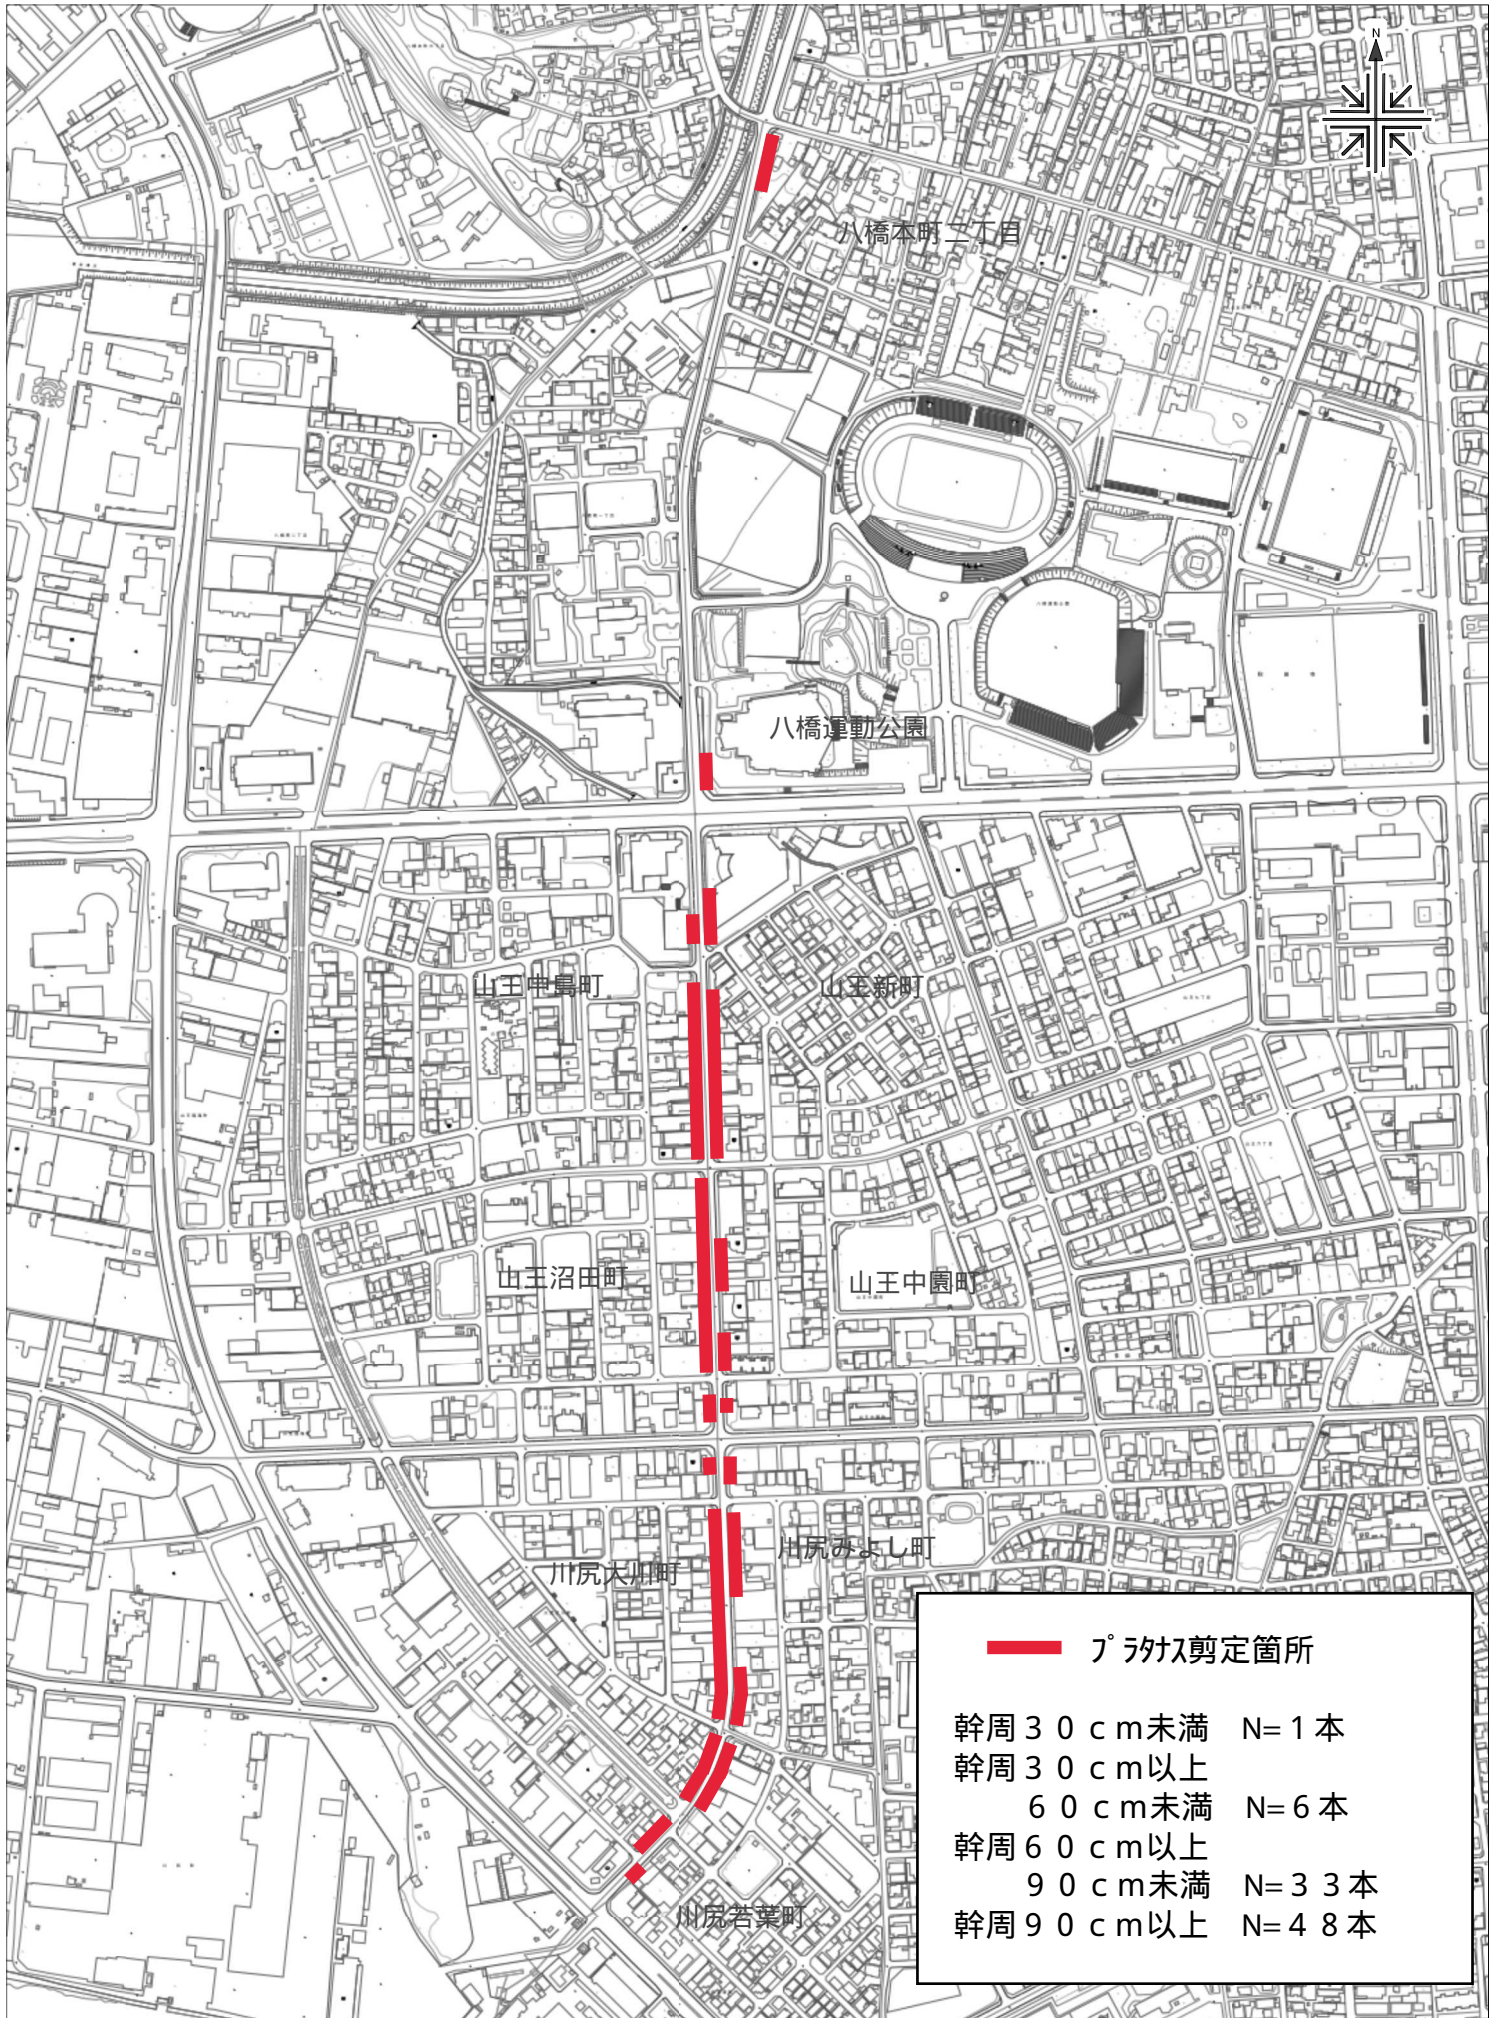 N
八橋本町二丁目
八橋運動公園
山王中島町
山王新町
山王沼田町
山王中園町
川尻みよし町
川尻大川町
川尻若葉町
ﾌﾟﾗﾀﾅｽ剪定箇所
幹周３０ｃｍ未満　N=１本
幹周３０ｃｍ以上
６０ｃｍ未満　N=６本
幹周６０ｃｍ以上
９０ｃｍ未満　N=３３本
幹周９０ｃｍ以上　N=４８本